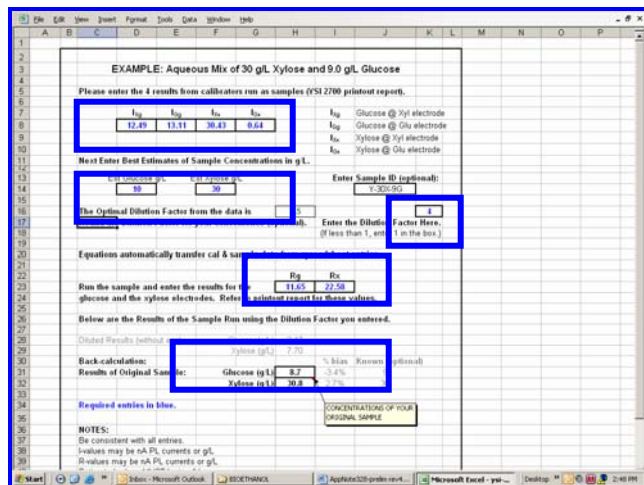 File Edit View Insert Format Tools Data Window Help
A B C D E F G H I J K L M N O P
EXAMPLE: Aqueous Mix of 30 g/L Xylose and 9.0 g/L Glucose
Please enter the 4 results from calibrators run as samples (YSI 2700 printout report).
12.49 13.11 30.43 0.64
Glucose @ Xyl electrode
Glucose @ Glu electrode
Xylose @ Xyl electrode
Xylose @ Glu electrode
Next Enter Best Estimates of Sample Concentrations in g/L.
Est Glucose g/L Est Xylose g/L Enter Sample ID (optional):
10 30 Y-30X-9G
The Optimal Dilution Factor from the data is 5 4
Enter the Dilution Factor Here.
(If less than 1, enter 1 in the box.)
Equations automatically transfer cal &
Rg Rx
Run the sample and enter the results for the 11.65 22.50
glucose and the xylose electrodes. Refer to printout report for these values.
Below are the Results of the Sample Run using the Dilution Factor you entered.
Diluted Results (without
Xylose (g/L) 7.70
Back-calculation: % bias Known (optional)
Results of Original Sample: Glucose (g/L) 8.7 -3.4%
Xylose (g/L) 30.8 2.7%
Required entries in blue.
CONCENTRATIONS OF YOUR ORIGINAL SAMPLE
NOTES:
Be consistent with all entries.
I-values may be nA PL currents or g/L
R-values may be nA PL currents or g/L
Start Inbox - Microsoft Outlook BIOETHANOL AppNote328-prelim rev4... Microsoft Excel - ysi-... Desktop 2:40 PM